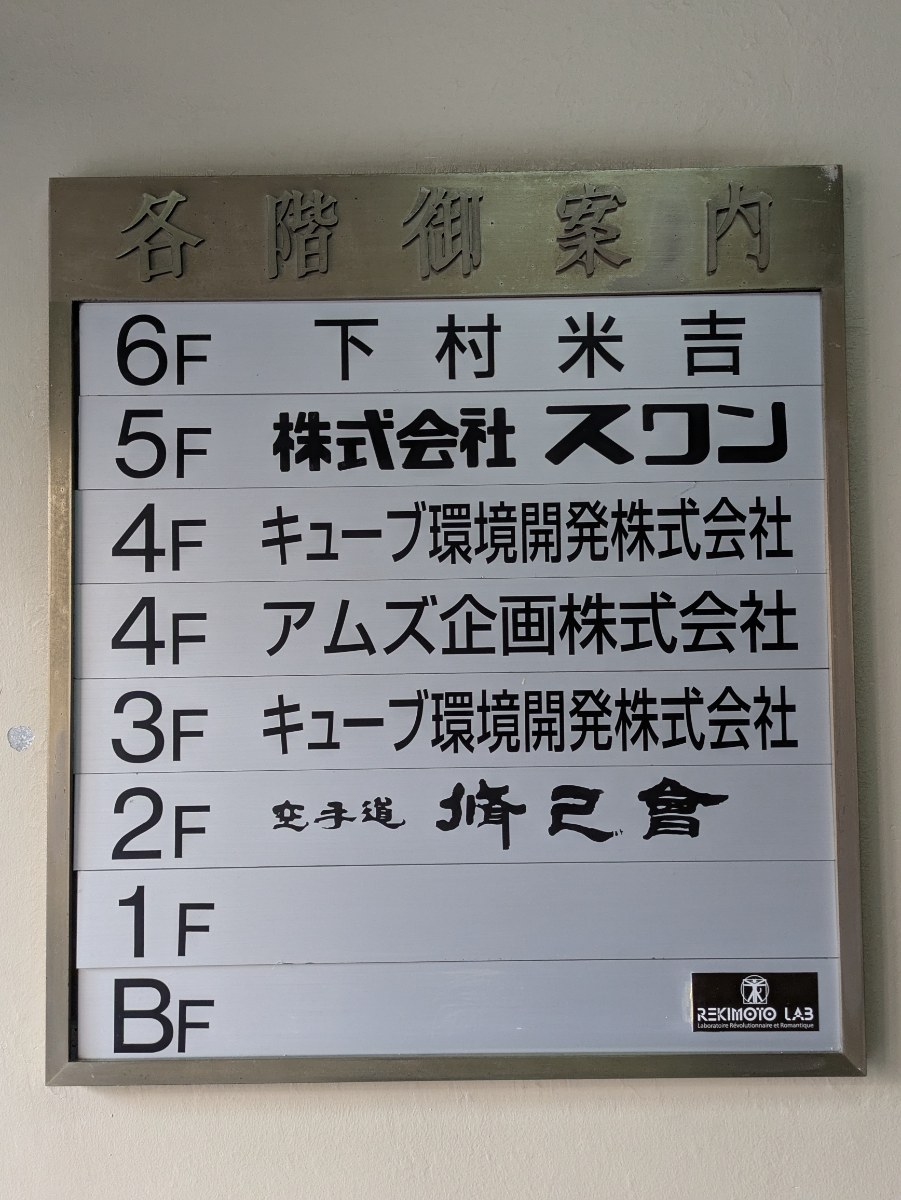 各階御案内
6F 下村米吉
5F 株式会社 スワン
4F キューブ環境開発株式会社
4F アムズ企画株式会社
3F キューブ環境開発株式会社
2F 空手道 脩己會
1F
BF REKIMOTO LAB
Laboratoire Révolutionnaire et Romantique